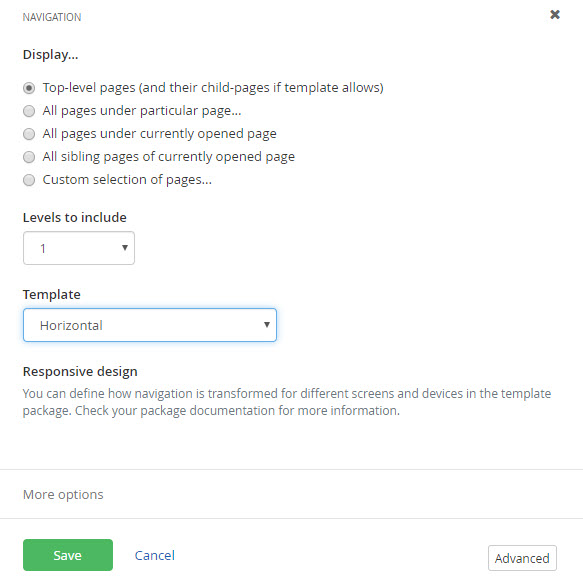 NAVIGATION
Display...
Top-level pages (and their child-pages if template allows)
All pages under particular page...
All pages under currently opened page
All sibling pages of currently opened page
Custom selection of pages...
Levels to include
1
Template
Horizontal
Responsive design
You can define how navigation is transformed for different screens and devices in the template
package. Check your package documentation for more information.
More options
Save
Cancel
Advanced